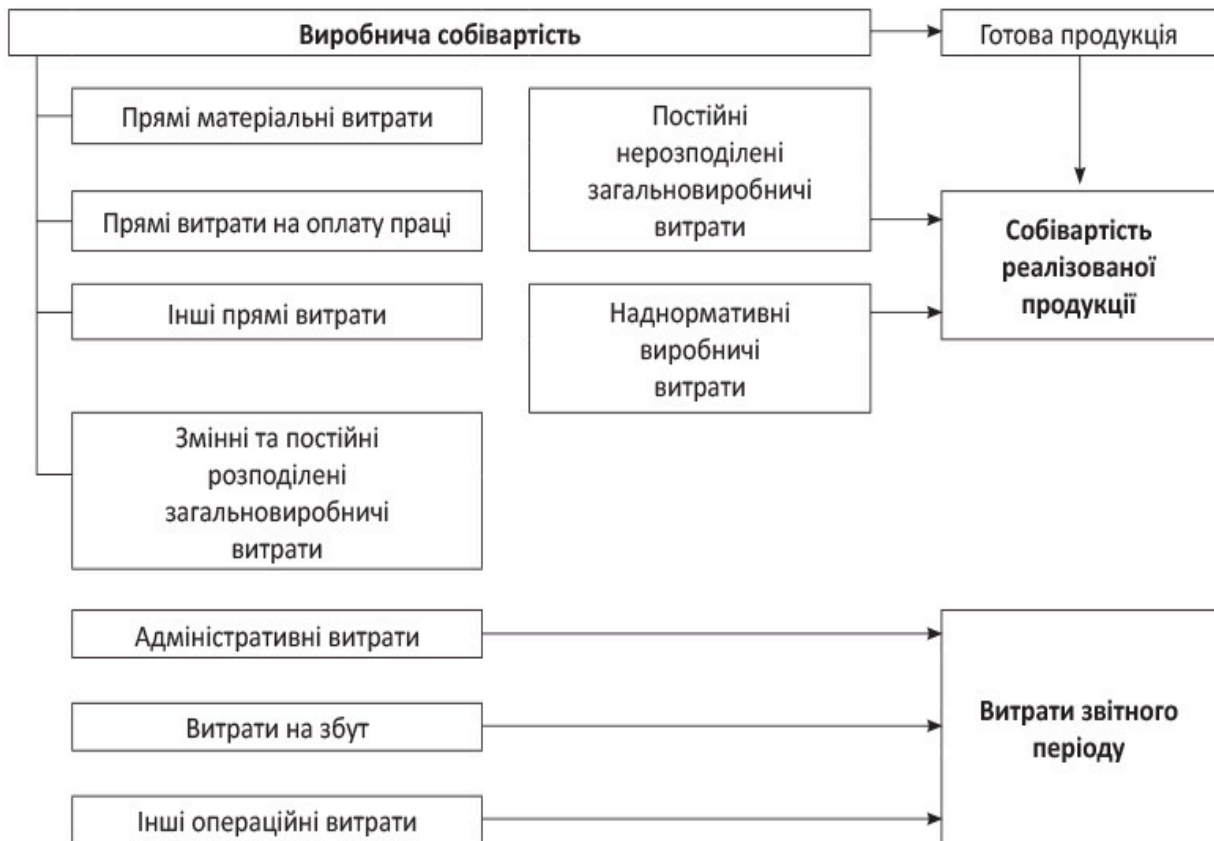 Виробнича собівартість
Готова продукція
Прямі матеріальні витрати
Прямі витрати на оплату праці
Інші прямі витрати
Змінні та постійні
розподілені
загальновиробничі
витрати
Постійні
нерозподілені
загальновиробничі
витрати
Наднормативні
виробничі
витрати
Собівартість
реалізованої
продукції
Адміністративні витрати
Витрати на збут
Інші операційні витрати
Витрати звітного
періоду